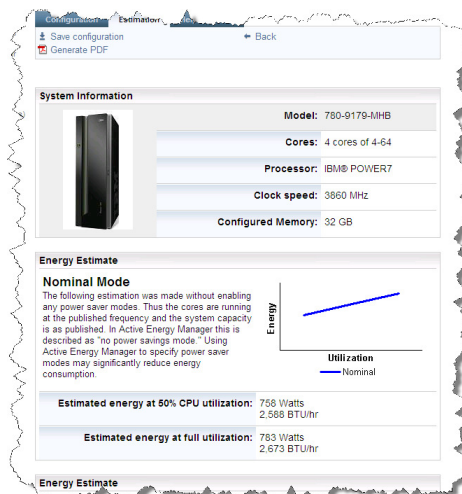 Configuration Estimation
Save configuration
Back
Generate PDF
System Information
Model: 780-9179-MHB
Cores: 4 cores of 4-64
Processor: IBM® POWER7
Clock speed: 3860 MHz
Configured Memory: 32 GB
Energy Estimate
Nominal Mode
The following estimation was made without enabling
any power saver modes. Thus the cores are running
at the published frequency and the system capacity
is as published. In Active Energy Manager this is
described as "no power savings mode." Using
Active Energy Manager to specify power saver
modes may significantly reduce energy
consumption.
Energy
Utilization
Nominal
Estimated energy at 50% CPU utilization: 758 Watts
2,588 BTU/hr
Estimated energy at full utilization: 783 Watts
2,673 BTU/hr
Energy Estimate